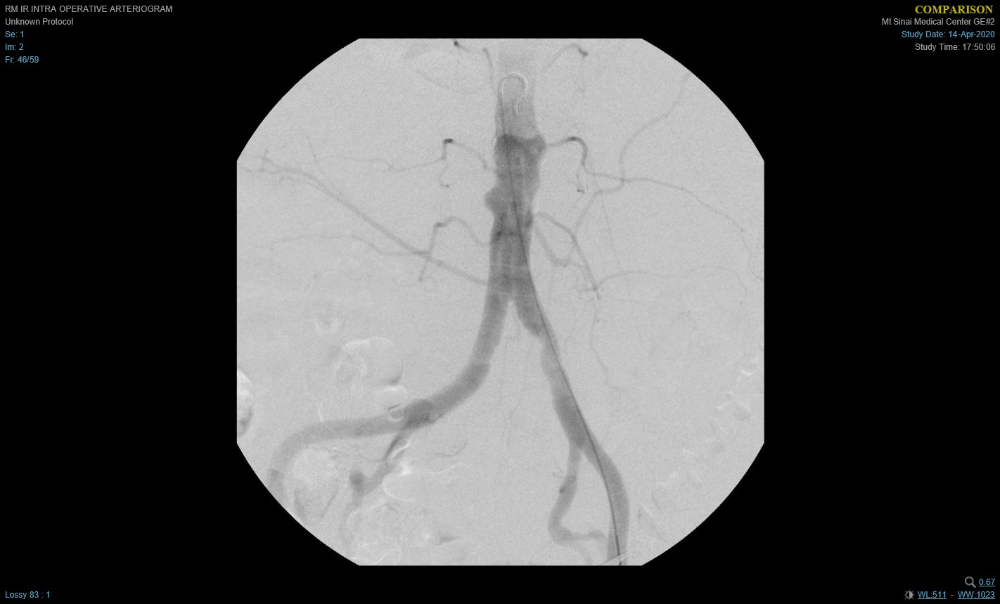 RM IR INTRA OPERATIVE ARTERIOGRAM
Unknown Protocol
Se: 1
Im: 2
Fr: 46/59
COMPARISON
Mt Sinai Medical Center GE#2
Study Date: 14-Apr-2020
Study Time: 17:50:06
Lossy 83 : 1
0.67
WL:511 - WW:1023